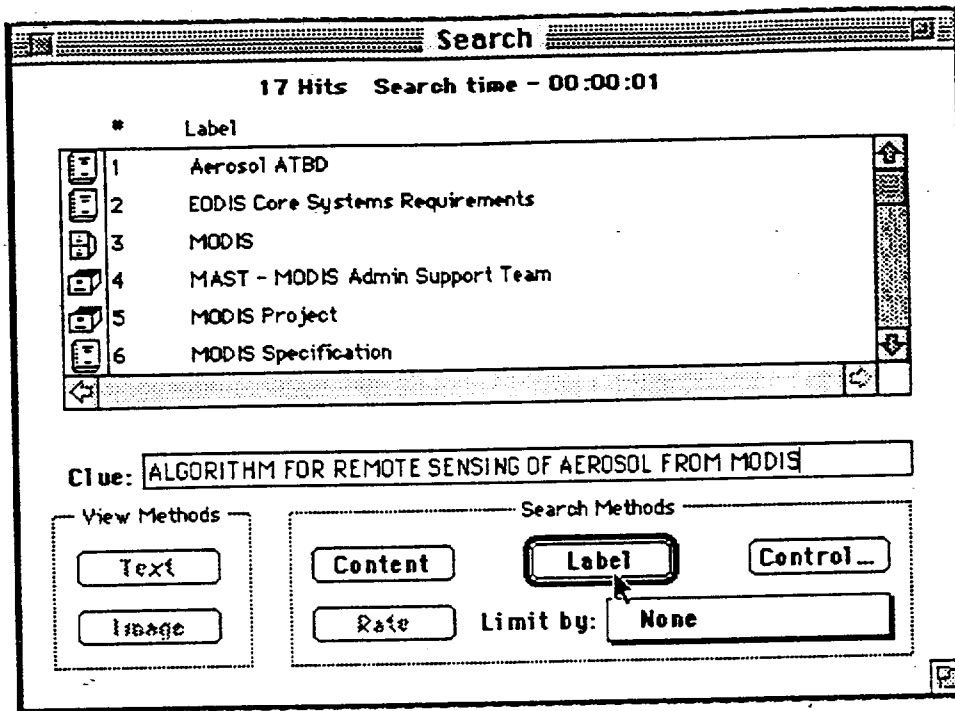 Search
17 Hits Search time - 00:00:01
# Label
1 Aerosol ATBD
2 EODIS Core Systems Requirements
3 MODIS
4 MAST - MODIS Admin Support Team
5 MODIS Project
6 MODIS Specification
Clue: ALGORITHM FOR REMOTE SENSING OF AEROSOL FROM MODIS
View Methods Search Methods
Text Content Label Control...
Image Rate Limit by: None